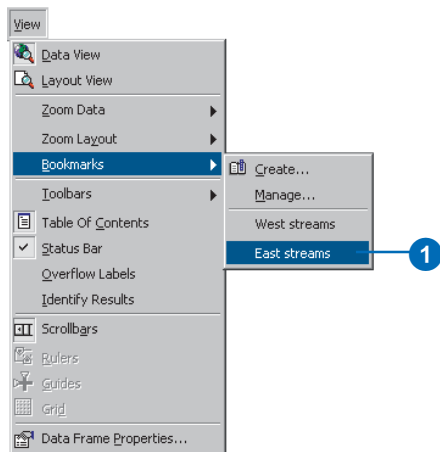 View
Data View
Layout View
Zoom Data
Zoom Layout
Bookmarks
Create...
Manage...
West streams
East streams
1
Toolbars
Table Of Contents
Status Bar
Overflow Labels
Identify Results
Scrollbars
Rulers
Guides
Grid
Data Frame Properties...